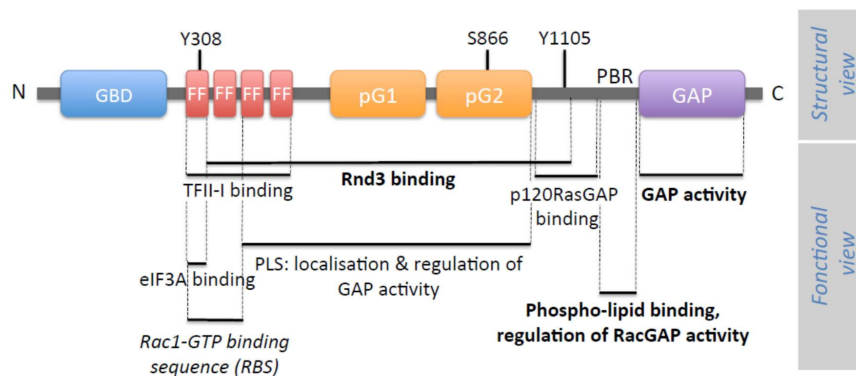 Y308
S866
Y1105
PBR
N
GBD
FF
FF
FF
FF
pG1
pG2
GAP
C
Structural
view
TFII-I binding
Rnd3 binding
p120RasGAP
binding
GAP activity
eIF3A binding
PLS: localisation & regulation of
GAP activity
Phospho-lipid binding,
regulation of RacGAP activity
Rac1-GTP binding
sequence (RBS)
Fonctional
view